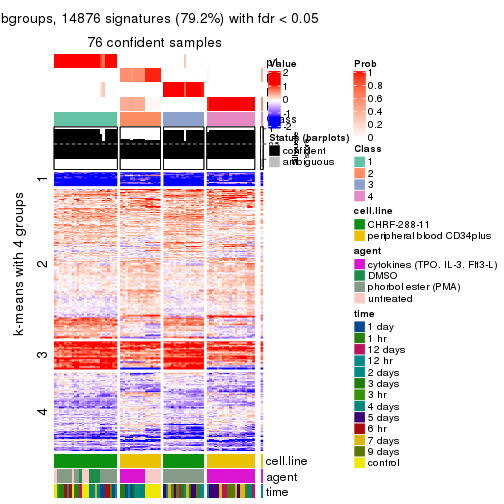 bgroups, 14876 signatures (79.2%) with fdr < 0.05
76 confident samples
k-means with 4 groups
1
2
3
4
cell.line
agent
time
Value
2
1
0
-1
-2
Status (barplots)
confident
ambiguous
Prob
1
0.8
0.6
0.4
0.2
0
Class
1
2
3
4
cell.line
CHRF-288-11
peripheral blood CD34plus
agent
cytokines (TPO, IL-3, Flt3-L)
DMSO
phorbol ester (PMA)
untreated
time
1 day
1 hr
12 days
12 hr
2 days
3 days
3 hr
4 days
5 days
6 hr
7 days
9 days
control